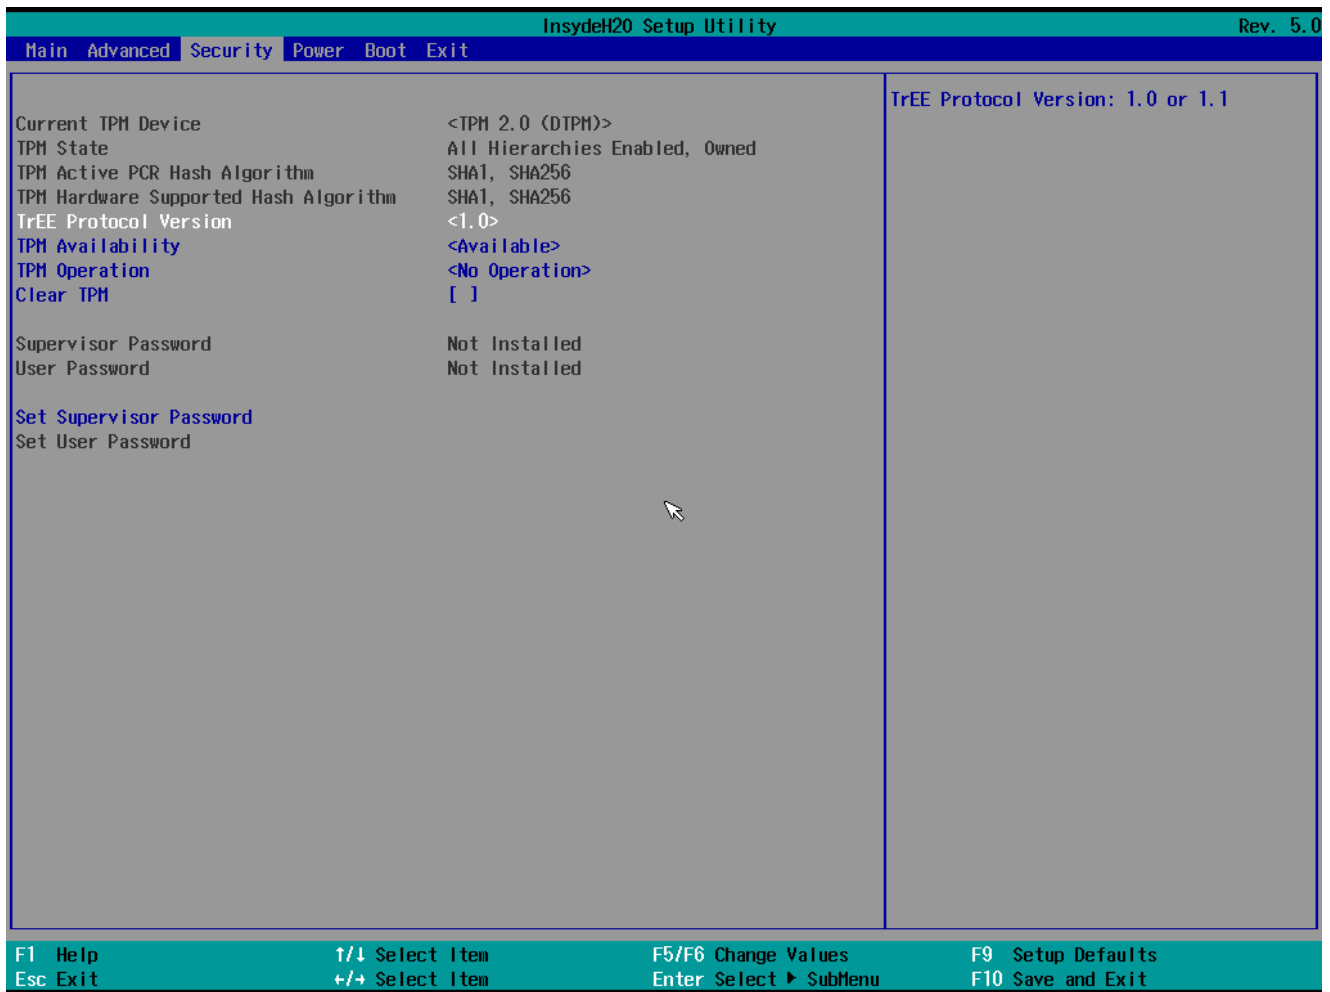 InsydeH20 Setup Utility Rev. 5.0
Main Advanced Security Power Boot Exit
TrEE Protocol Version: 1.0 or 1.1
Current TPM Device <TPM 2.0 (DTPM)>
TPM State All Hierarchies Enabled, Owned
TPM Active PCR Hash Algorithm SHA1, SHA256
TPM Hardware Supported Hash Algorithm SHA1, SHA256
TrEE Protocol Version <1.0>
TPM Availability <Available>
TPM Operation <No Operation>
Clear TPM [ ]
Supervisor Password Not Installed
User Password Not Installed
Set Supervisor Password
Set User Password
F1 Help ↑/↓ Select Item F5/F6 Change Values F9 Setup Defaults
Esc Exit ←/→ Select Item Enter Select ▶ SubMenu F10 Save and Exit